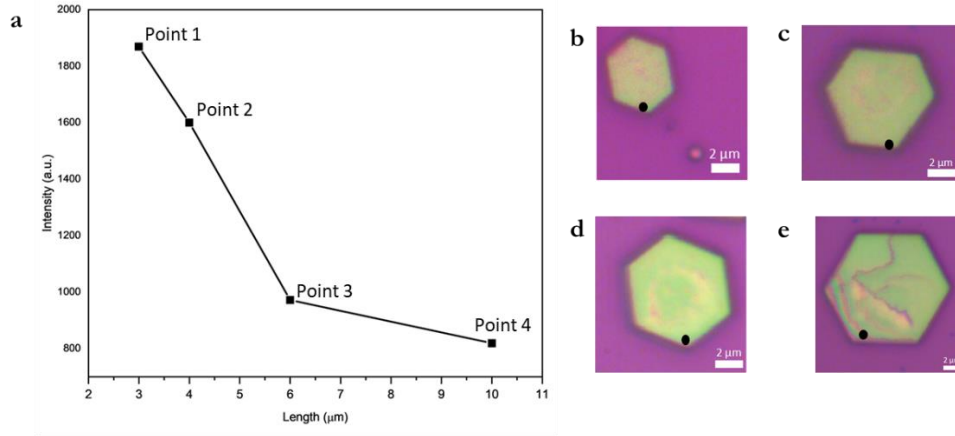 a
2000
1800
1600
1400
1200
1000
800
Intensity (a.u.)
Point 1
Point 2
Point 3
Point 4
2 3 4 5 6 7 8 9 10 11
Length (μm)
b
2 μm
c
2 μm
d
2 μm
e
2 μ